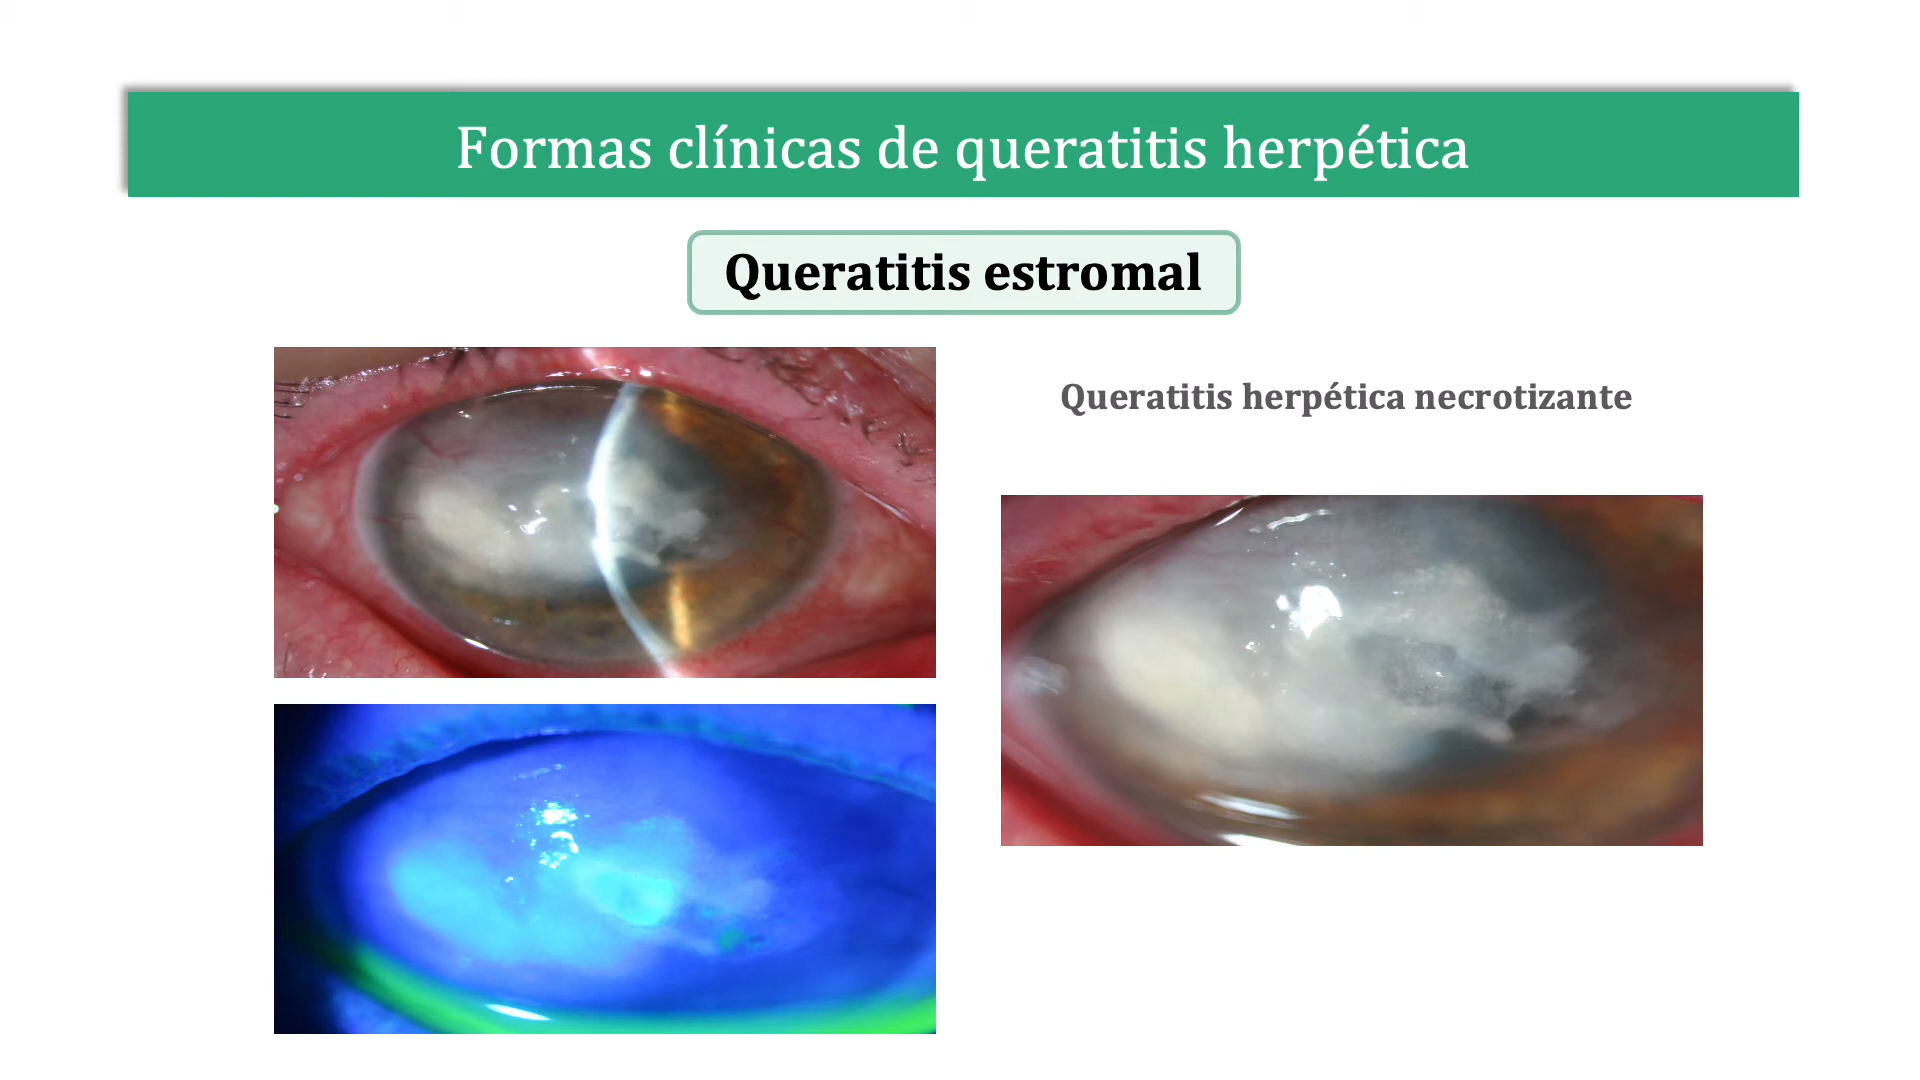 Formas clínicas de queratitis herpética
Queratitis estromal
Queratitis herpética necrotizante